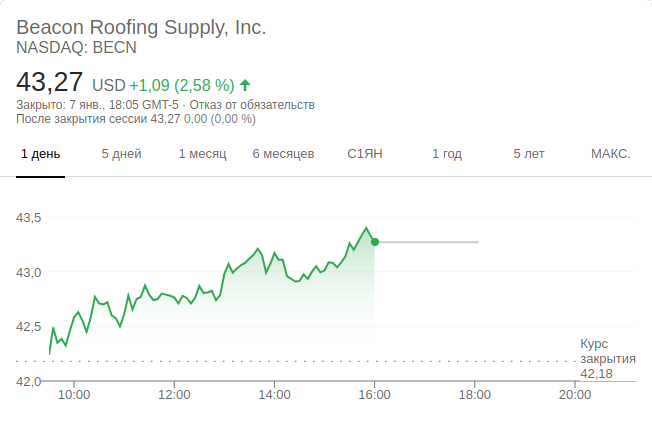 Beacon Roofing Supply, Inc.
NASDAQ: BECN
43,27 USD +1,09 (2,58 %)
Закрыто: 7 янв., 18:05 GMT-5 · Отказ от обязательств
После закрытия сессии 43,27 0,00 (0,00 %)
1 день 5 дней 1 месяц 6 месяцев С1ЯН 1 год 5 лет МАКС.
43,5
43,0
42,5
Курс
закрытия
42,18
42,0
10:00 12:00 14:00 16:00 18:00 20:00